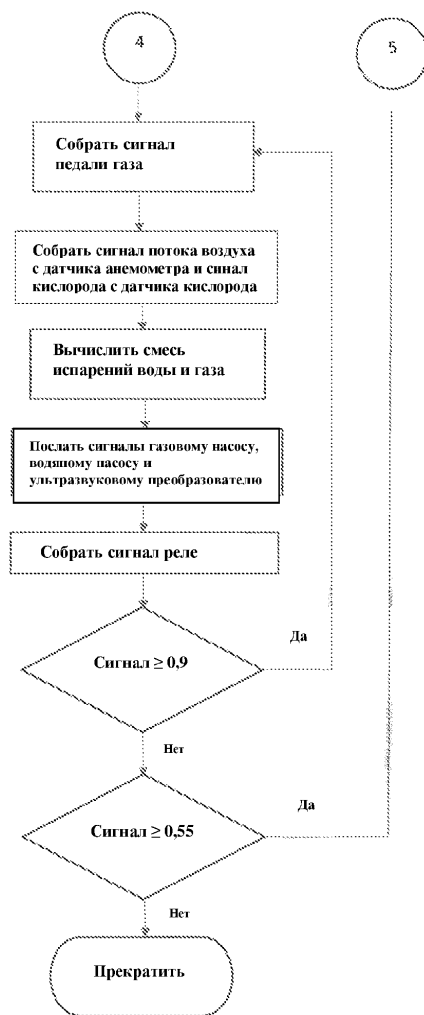 4
5
Собрать сигнал
педали газа
Собрать сигнал потока воздуха
с датчика анемометра и синал
кислорода с датчика кислорода
Вычислить смесь
испарений воды и газа
Послать сигналы газовому насосу,
водяному насосу и
ультразвуковому преобразователю
Собрать сигнал реле
Да
Сигнал ≥ 0,9
Нет
Да
Сигнал ≥ 0,55
Нет
Прекратить